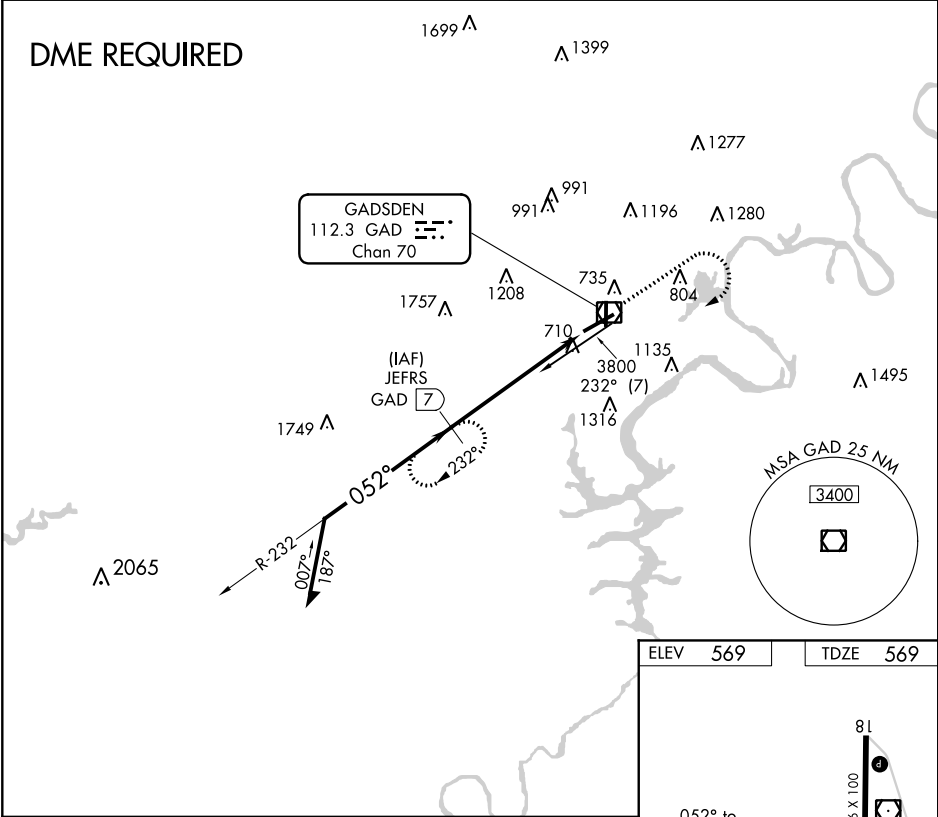 DME REQUIRED
1699
1399
1277
991
991
1196
1280
GADSDEN
112.3 GAD
Chan 70
1208
735
804
1757
710
1135
3800
232° (7)
1316
1495
(IAF)
JEFRS
GAD 7
1749
232°
052°
MSA GAD 25 NM
3400
R-232
007°
187°
2065
ELEV 569
TDZE 569
18
P
X 100
052° to